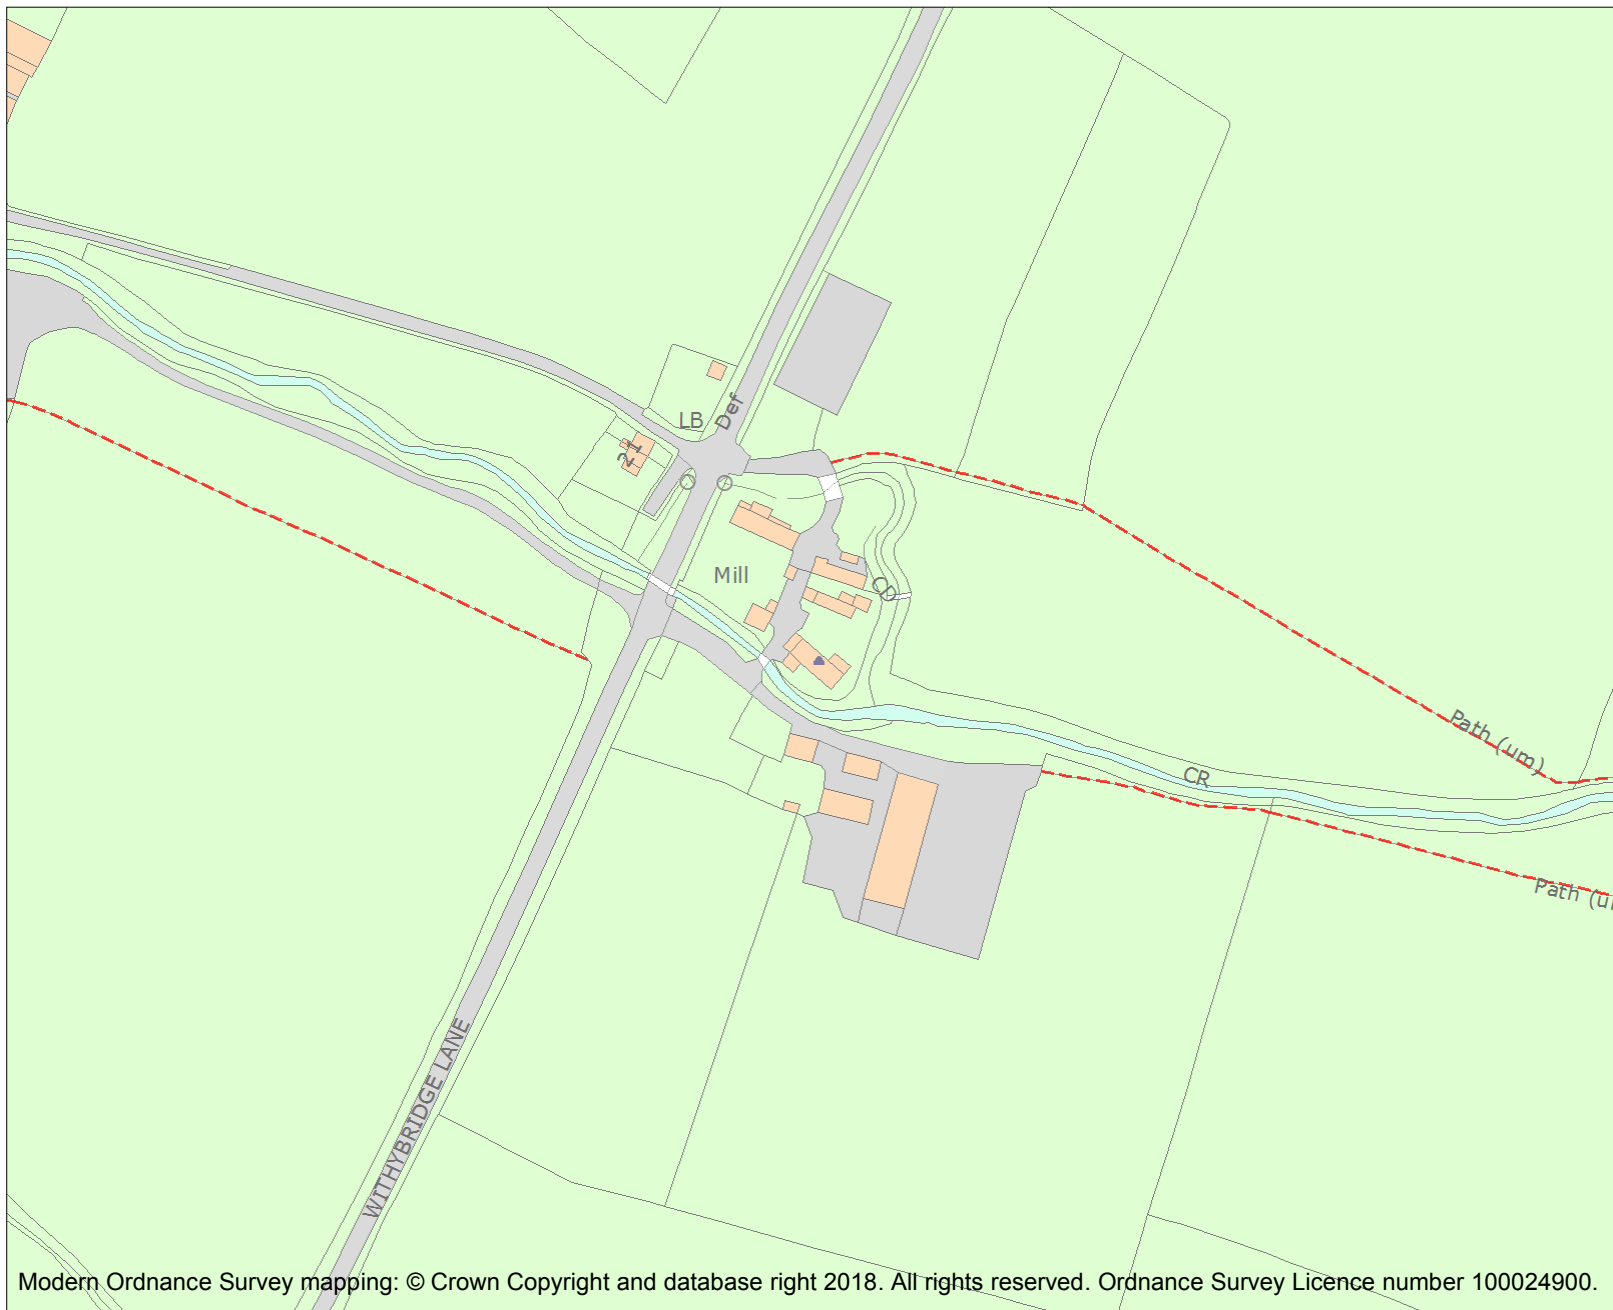 LB
Def
21
Mill
CD
Path (um)
CR
Path (u
WITHYBRIDGE LANE
Modern Ordnance Survey mapping: © Crown Copyright and database right 2018. All rights reserved. Ordnance Survey Licence number 100024900.